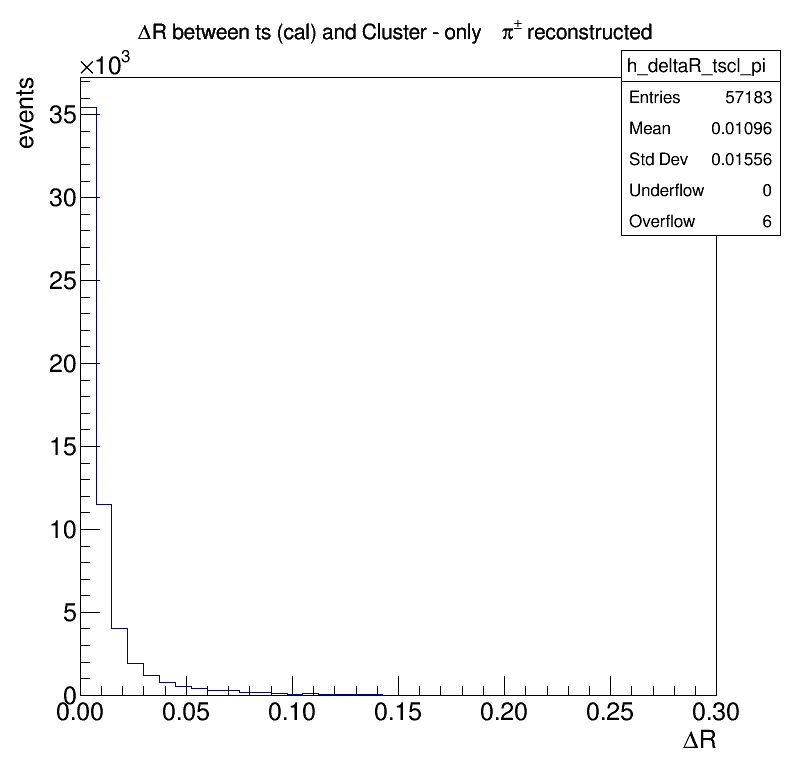 ΔR between ts (cal) and Cluster - only π± reconstructed
×10³
h_deltaR_tscl_pi
Entries 57183
Mean 0.01096
Std Dev 0.01556
Underflow 0
Overflow 6
events
35
30
25
20
15
10
5
0
0.00 0.05 0.10 0.15 0.20 0.25 0.30
ΔR